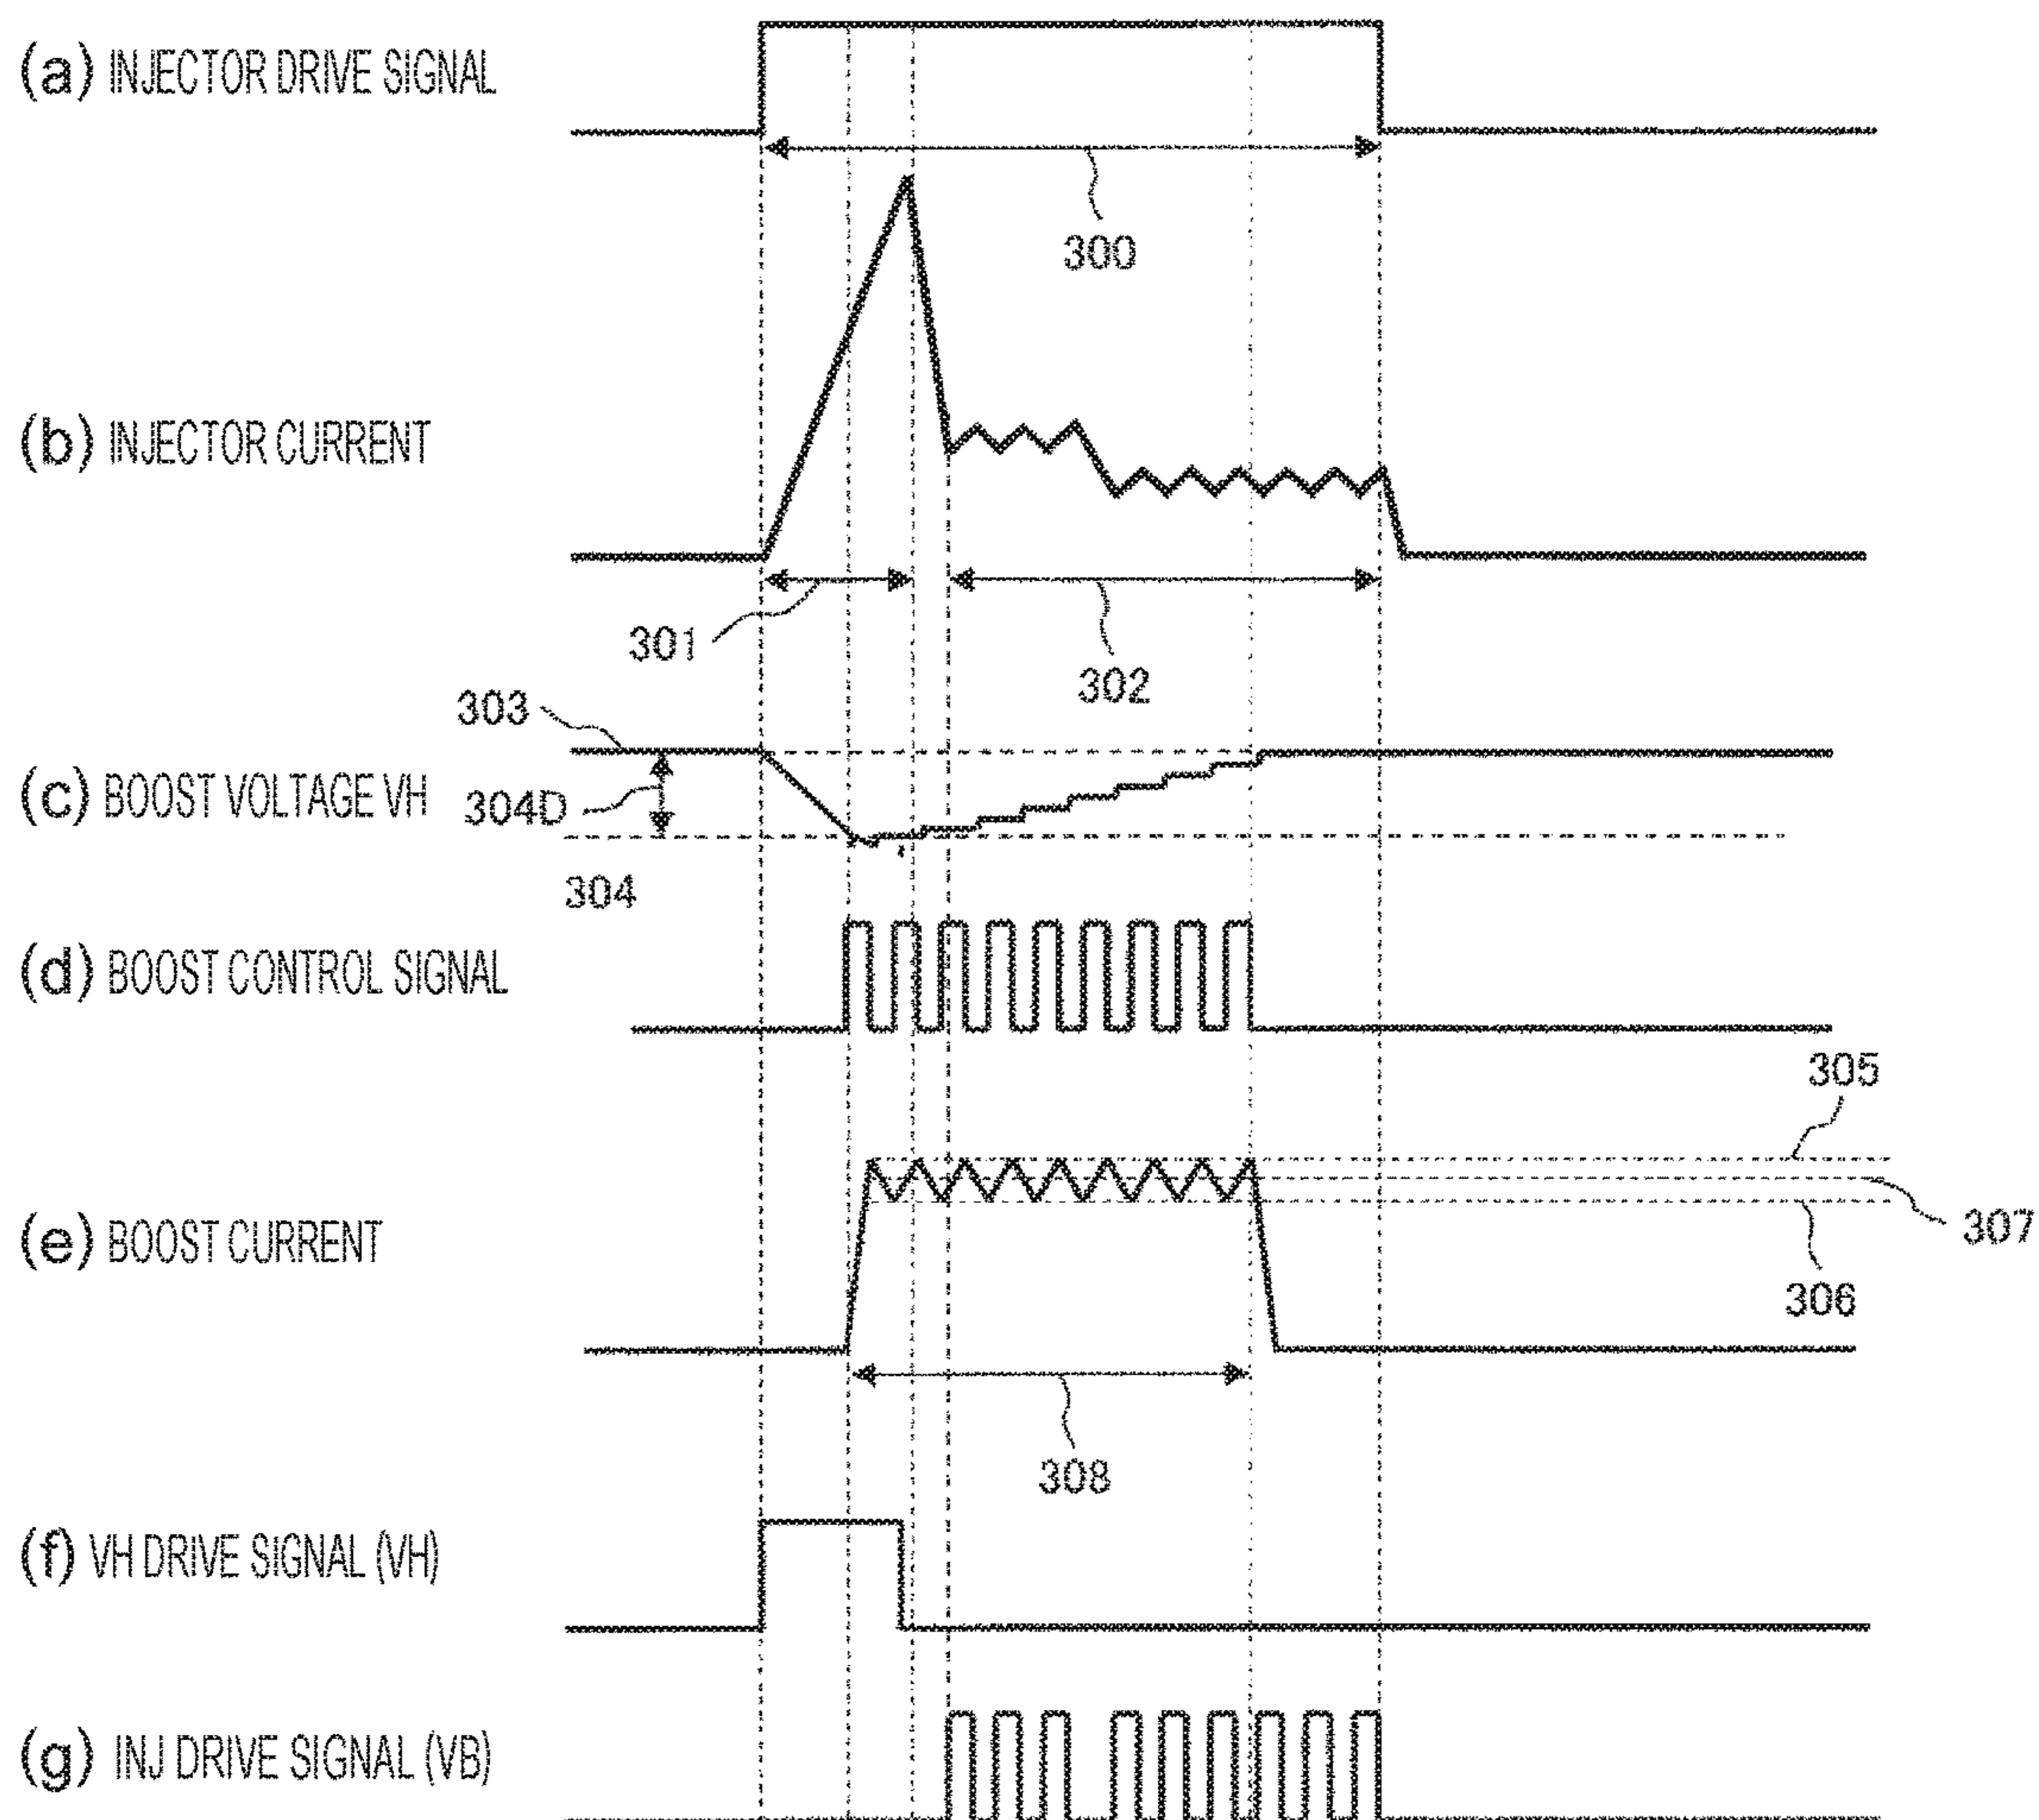 (a) INJECTOR DRIVE SIGNAL
300
(b) INJECTOR CURRENT
301
302
303
(c) BOOST VOLTAGE VH
304D
304
(d) BOOST CONTROL SIGNAL
305
(e) BOOST CURRENT
307
306
308
(f) VH DRIVE SIGNAL (VH)
(g) INJ DRIVE SIGNAL (VB)